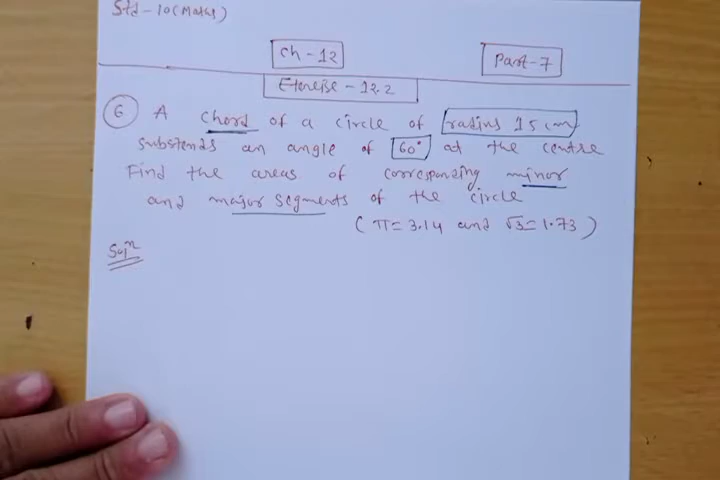 Std-10(Maths)
Ch-12
Part-7
Exercise-12.2
6 A chord of a circle of radius 15 cm
substends an angle of 60° at the centre
Find the areas of corresponding minor
and major segments of the circle
(π=3.14 and √3=1.73)
Solⁿ